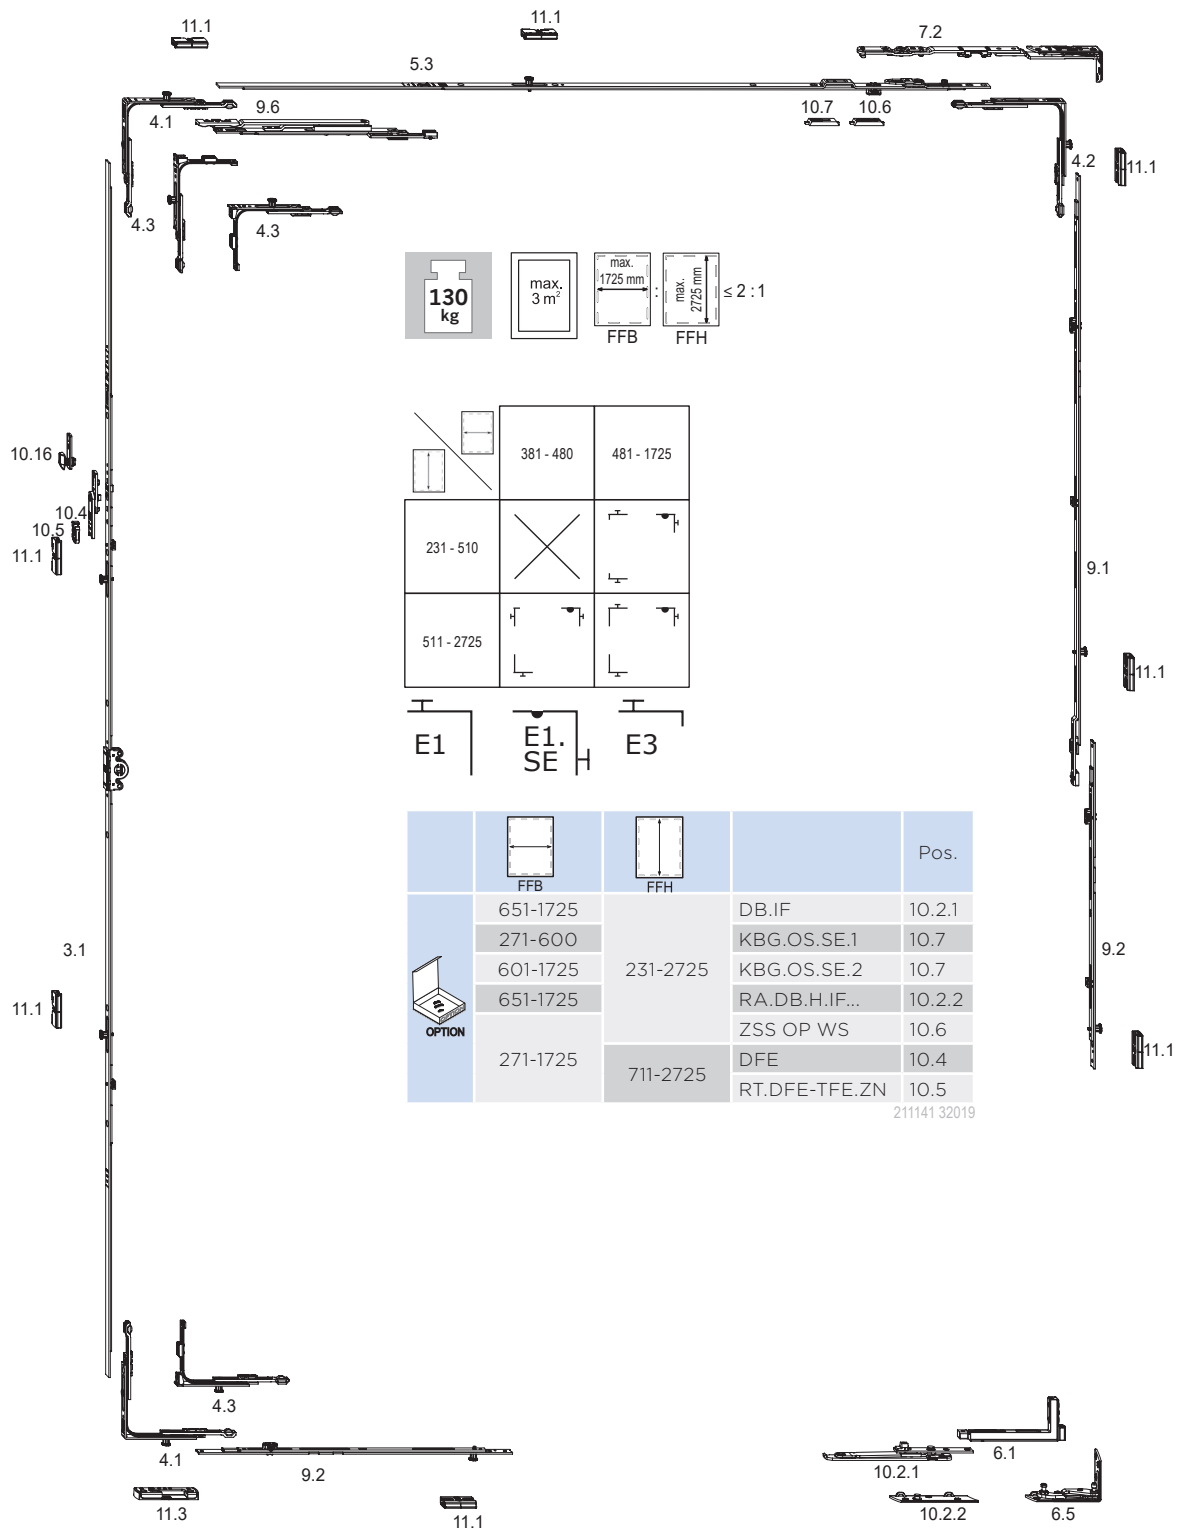 11.1
11.1
7.2
5.3
4.1
9.6
10.7
10.6
4.2
11.1
4.3
4.3
130
kg
max.
3 m²
max.
1725 mm
FFB
:
max.
2725 mm
FFH
≤ 2 : 1
10.16
10.4
10.5
11.1
381 - 480
481 - 1725
231 - 510
511 - 2725
9.1
11.1
E1
E1.
SE
E3
FFB
FFH
Pos.
OPTION
651-1725
231-2725
DB.IF
10.2.1
271-600
KBG.OS.SE.1
10.7
601-1725
KBG.OS.SE.2
10.7
651-1725
RA.DB.H.IF...
10.2.2
271-1725
ZSS OP WS
10.6
711-2725
DFE
10.4
RT.DFE-TFE.ZN
10.5
211141 32019
3.1
11.1
9.2
11.1
4.3
4.1
9.2
11.3
11.1
6.1
10.2.1
10.2.2
6.5